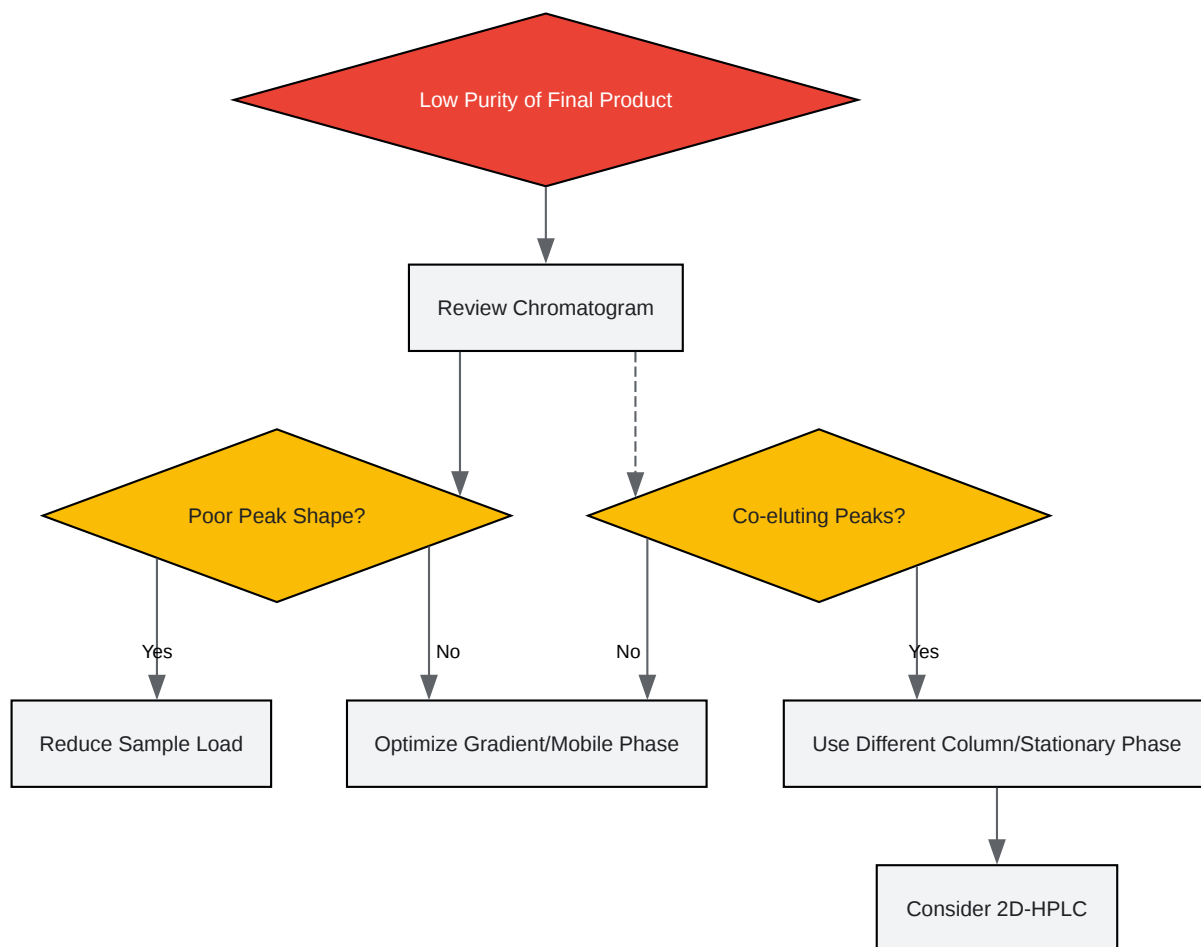 Low Purity of Final Product
Review Chromatogram
Poor Peak Shape?
Co-eluting Peaks?
Yes
No
No
Yes
Reduce Sample Load
Optimize Gradient/Mobile Phase
Use Different Column/Stationary Phase
Consider 2D-HPLC